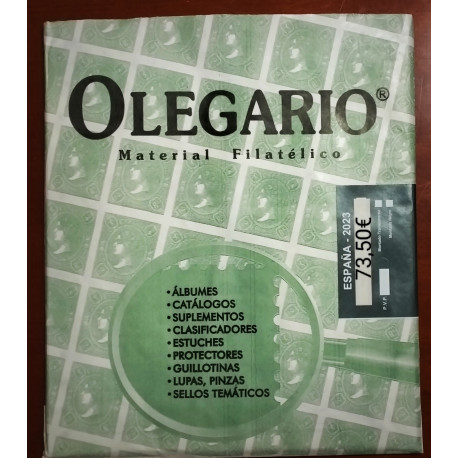 OLEGARIO®
Material Filatélico
ESPAÑA - 2023
73,50€
P.V.P.
•ÁLBUMES
•CATÁLOGOS
•SUPLEMENTOS
•CLASIFICADORES
•ESTUCHES
•PROTECTORES
•GUILLOTINAS
•LUPAS, PINZAS
•SELLOS TEMÁTICOS